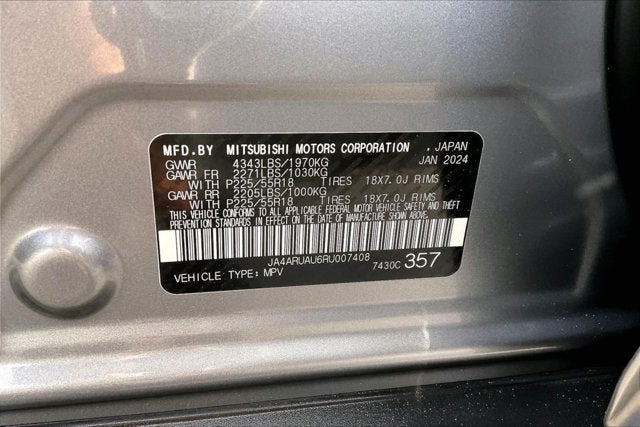 MFD.BY MITSUBISHI MOTORS CORPORATION , JAPAN
GVWR 4343LBS/1970KG JAN 2024
GAWR FR 2271LBS/1030KG
WITH P225/55R18 TIRES 18X7.0J RIMS
GAWR RR 2205LBS/1000KG
WITH P225/55R18 TIRES 18X7.0J RIMS
THIS VEHICLE CONFORMS TO ALL APPLICABLE FEDERAL MOTOR VEHICLE SAFETY AND THEFT
PREVENTION STANDARDS IN EFFECT ON THE DATE OF MANUFACTURE SHOWN ABOVE.
JA4ARUAU6RU007408
VEHICLE TYPE: MPV 7430C 357